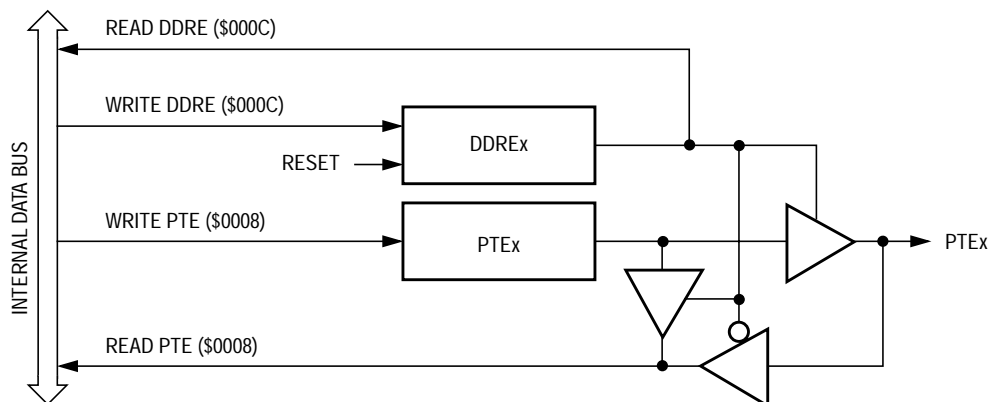 READ DDRE ($000C)
WRITE DDRE ($000C)
DDREx
RESET
INTERNAL DATA BUS
WRITE PTE ($0008)
PTEx
PTEx
READ PTE ($0008)